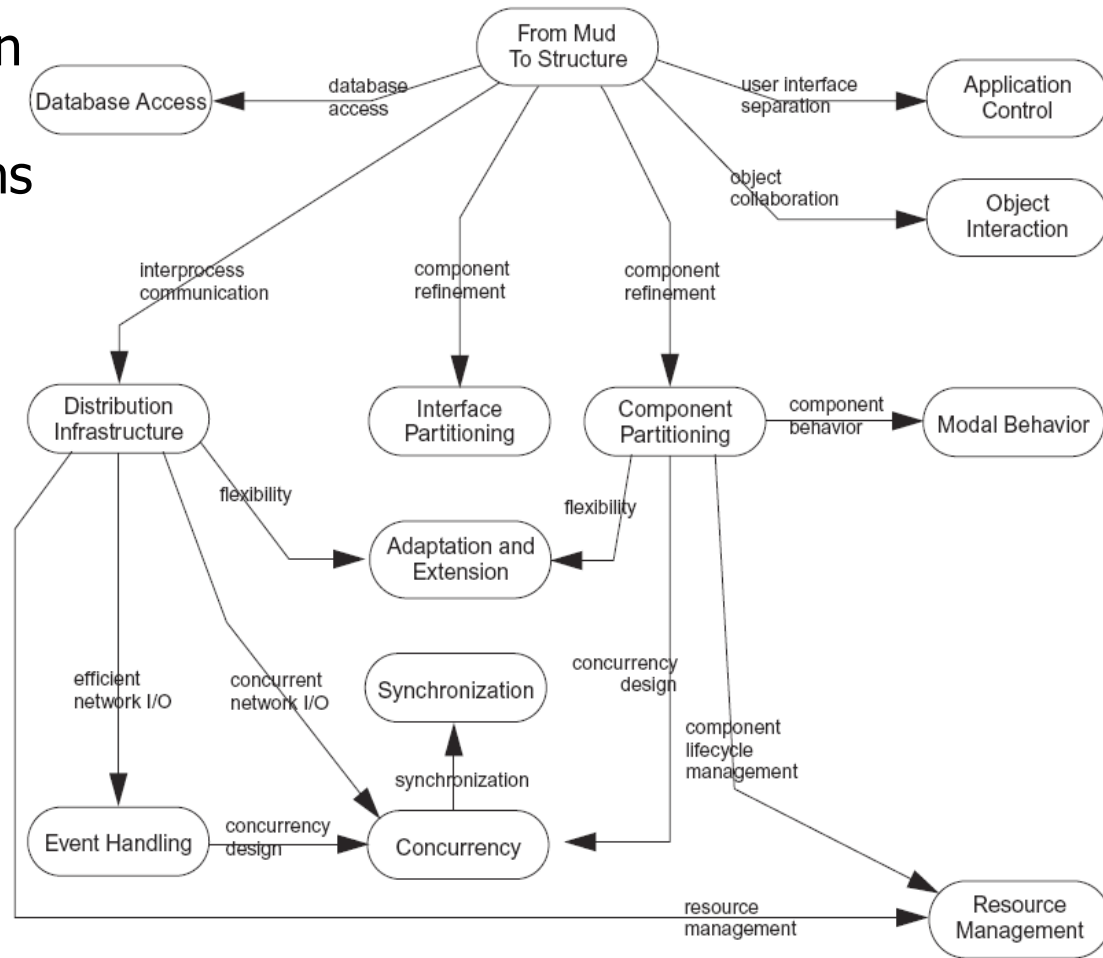 n
From Mud
To Structure
Database Access
database
access
user interface
separation
Application
Control
ns
object
collaboration
Object
Interaction
interprocess
communication
component
refinement
component
refinement
Distribution
Infrastructure
Interface
Partitioning
Component
Partitioning
component
behavior
Modal Behavior
flexibility
flexibility
Adaptation and
Extension
efficient
network I/O
concurrent
network I/O
Synchronization
concurrency
design
component
lifecycle
management
synchronization
Event Handling
concurrency
design
Concurrency
resource
management
Resource
Management